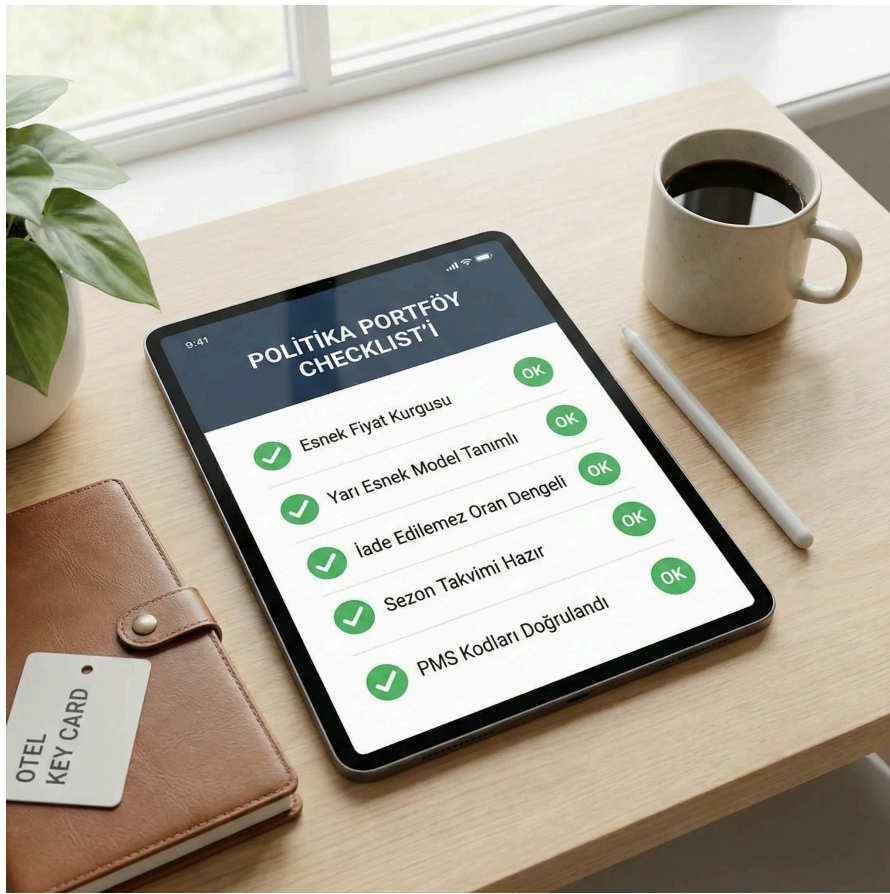 9:41
POLİTİKA PORTFÖY
CHECKLIST'İ
Esnek Fiyat Kurgusu
OK
Yarı Esnek Model Tanımlı
OK
İade Edilemez Oran Dengeli
OK
Sezon Takvimi Hazır
OK
PMS Kodları Doğrulandı
OK
OTEL
KEY CARD